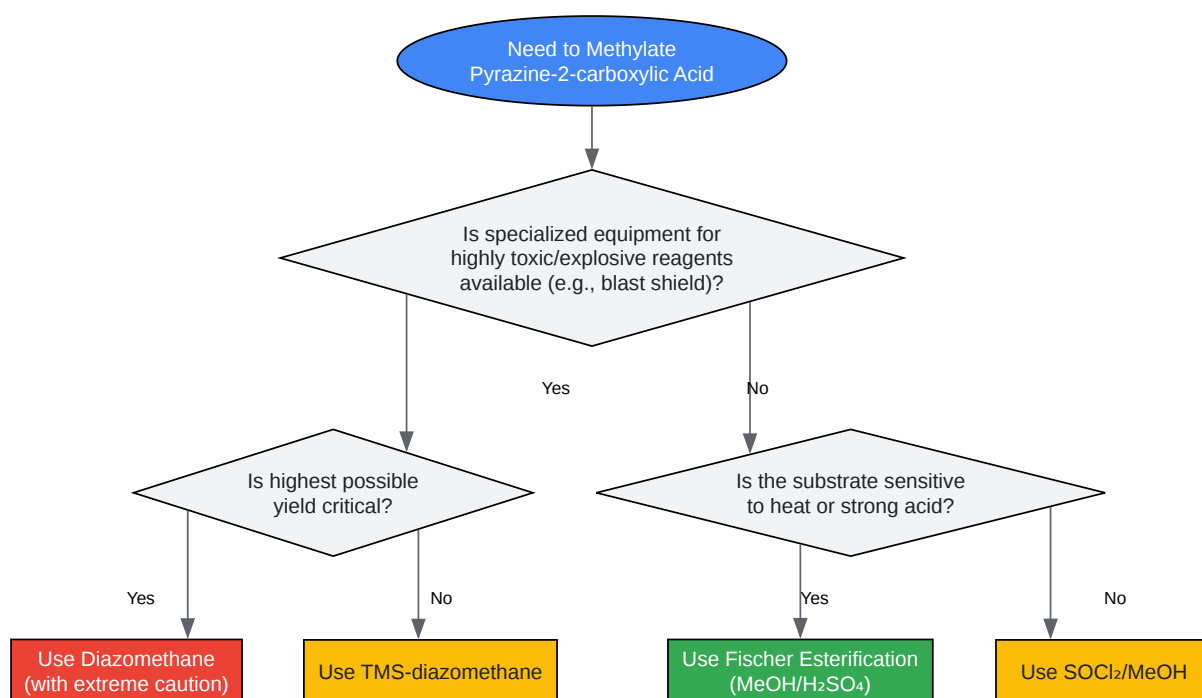 Need to Methylate
Pyrazine-2-carboxylic Acid
Is specialized equipment for
highly toxic/explosive reagents
available (e.g., blast shield)?
Yes
No
Is highest possible
yield critical?
Is the substrate sensitive
to heat or strong acid?
Yes
No
Yes
No
Use Diazomethane
(with extreme caution)
Use TMS-diazomethane
Use Fischer Esterification
(MeOH/H₂SO₄)
Use SOCl₂/MeOH